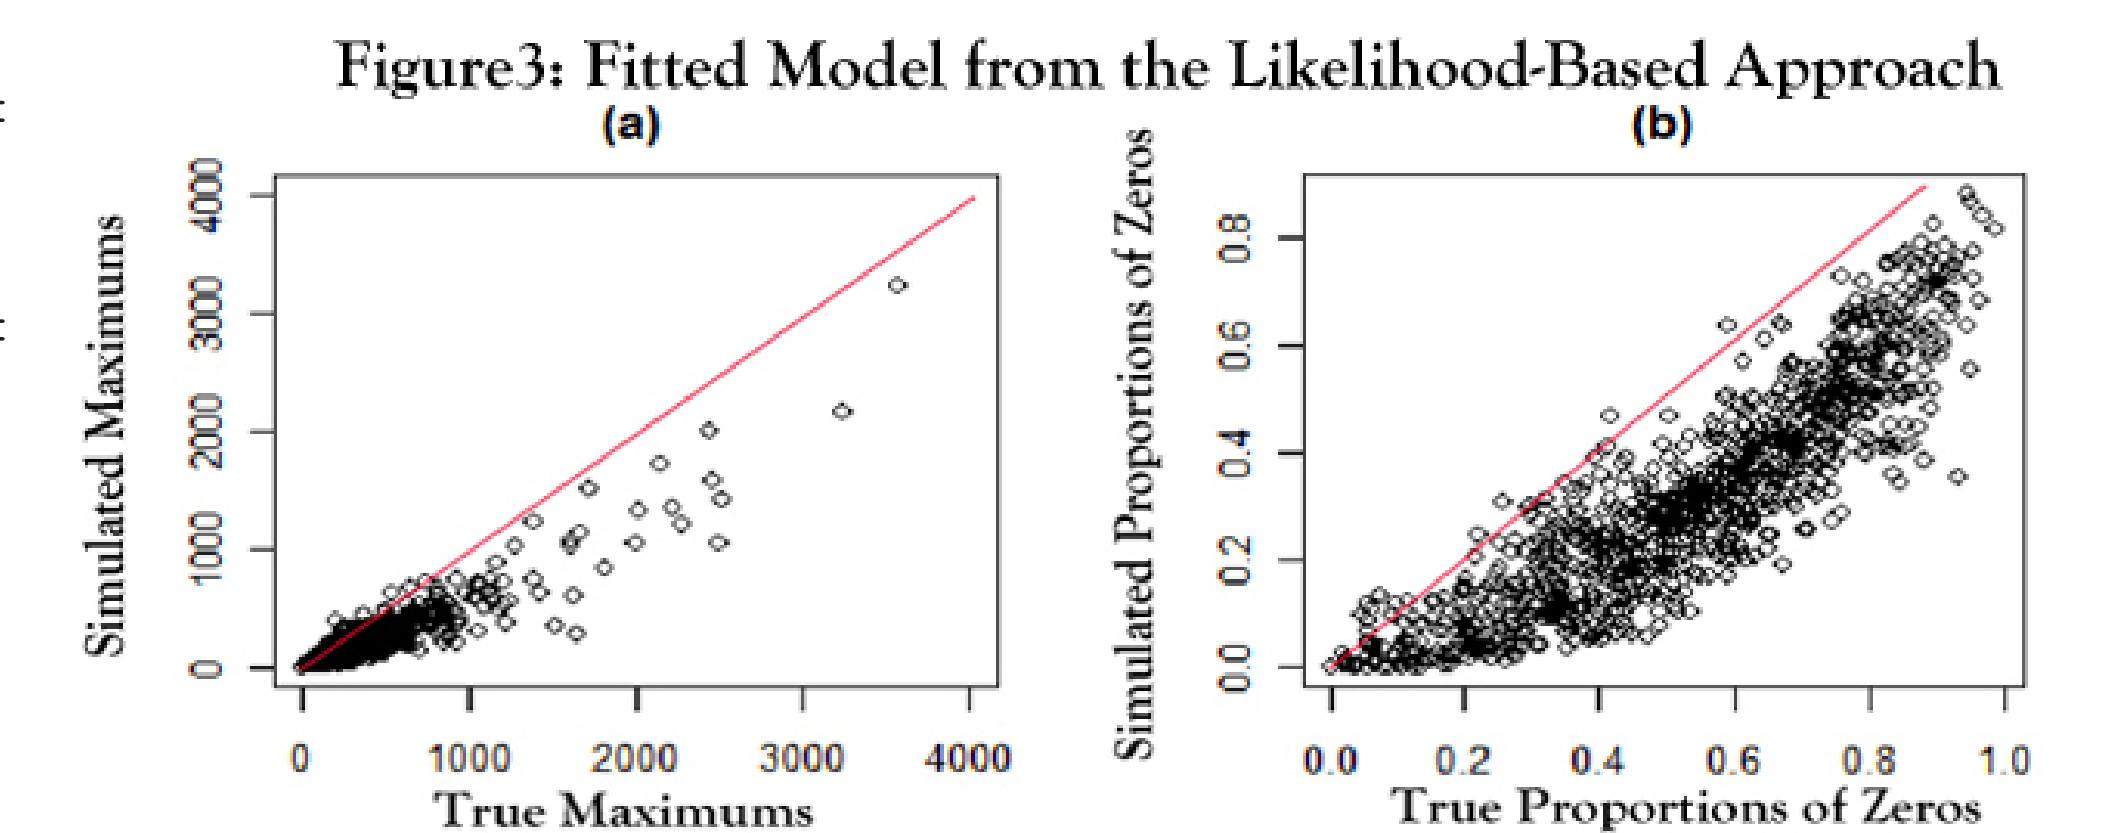 Figure3: Fitted Model from the Likelihood-Based Approach
(a)
Simulated Maximums
4000
3000
2000
1000
0
0 1000 2000 3000 4000
True Maximums
(b)
Simulated Proportions of Zeros
0.8
0.6
0.4
0.2
0.0
0.0 0.2 0.4 0.6 0.8 1.0
True Proportions of Zeros